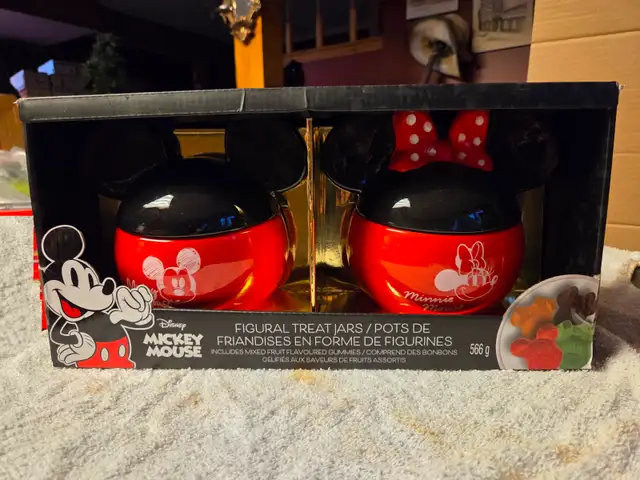 Minnie
Mouse
Disney
MICKEY
MOUSE
FIGURAL TREAT JARS / POTS DE
FRIANDISES EN FORME DE FIGURINES
INCLUDES MIXED FRUIT FLAVOURED GUMMIES / COMPREND DES BONBONS
GÉLIFIÉS AUX SAVEURS DE FRUITS ASSORTIS
566 g